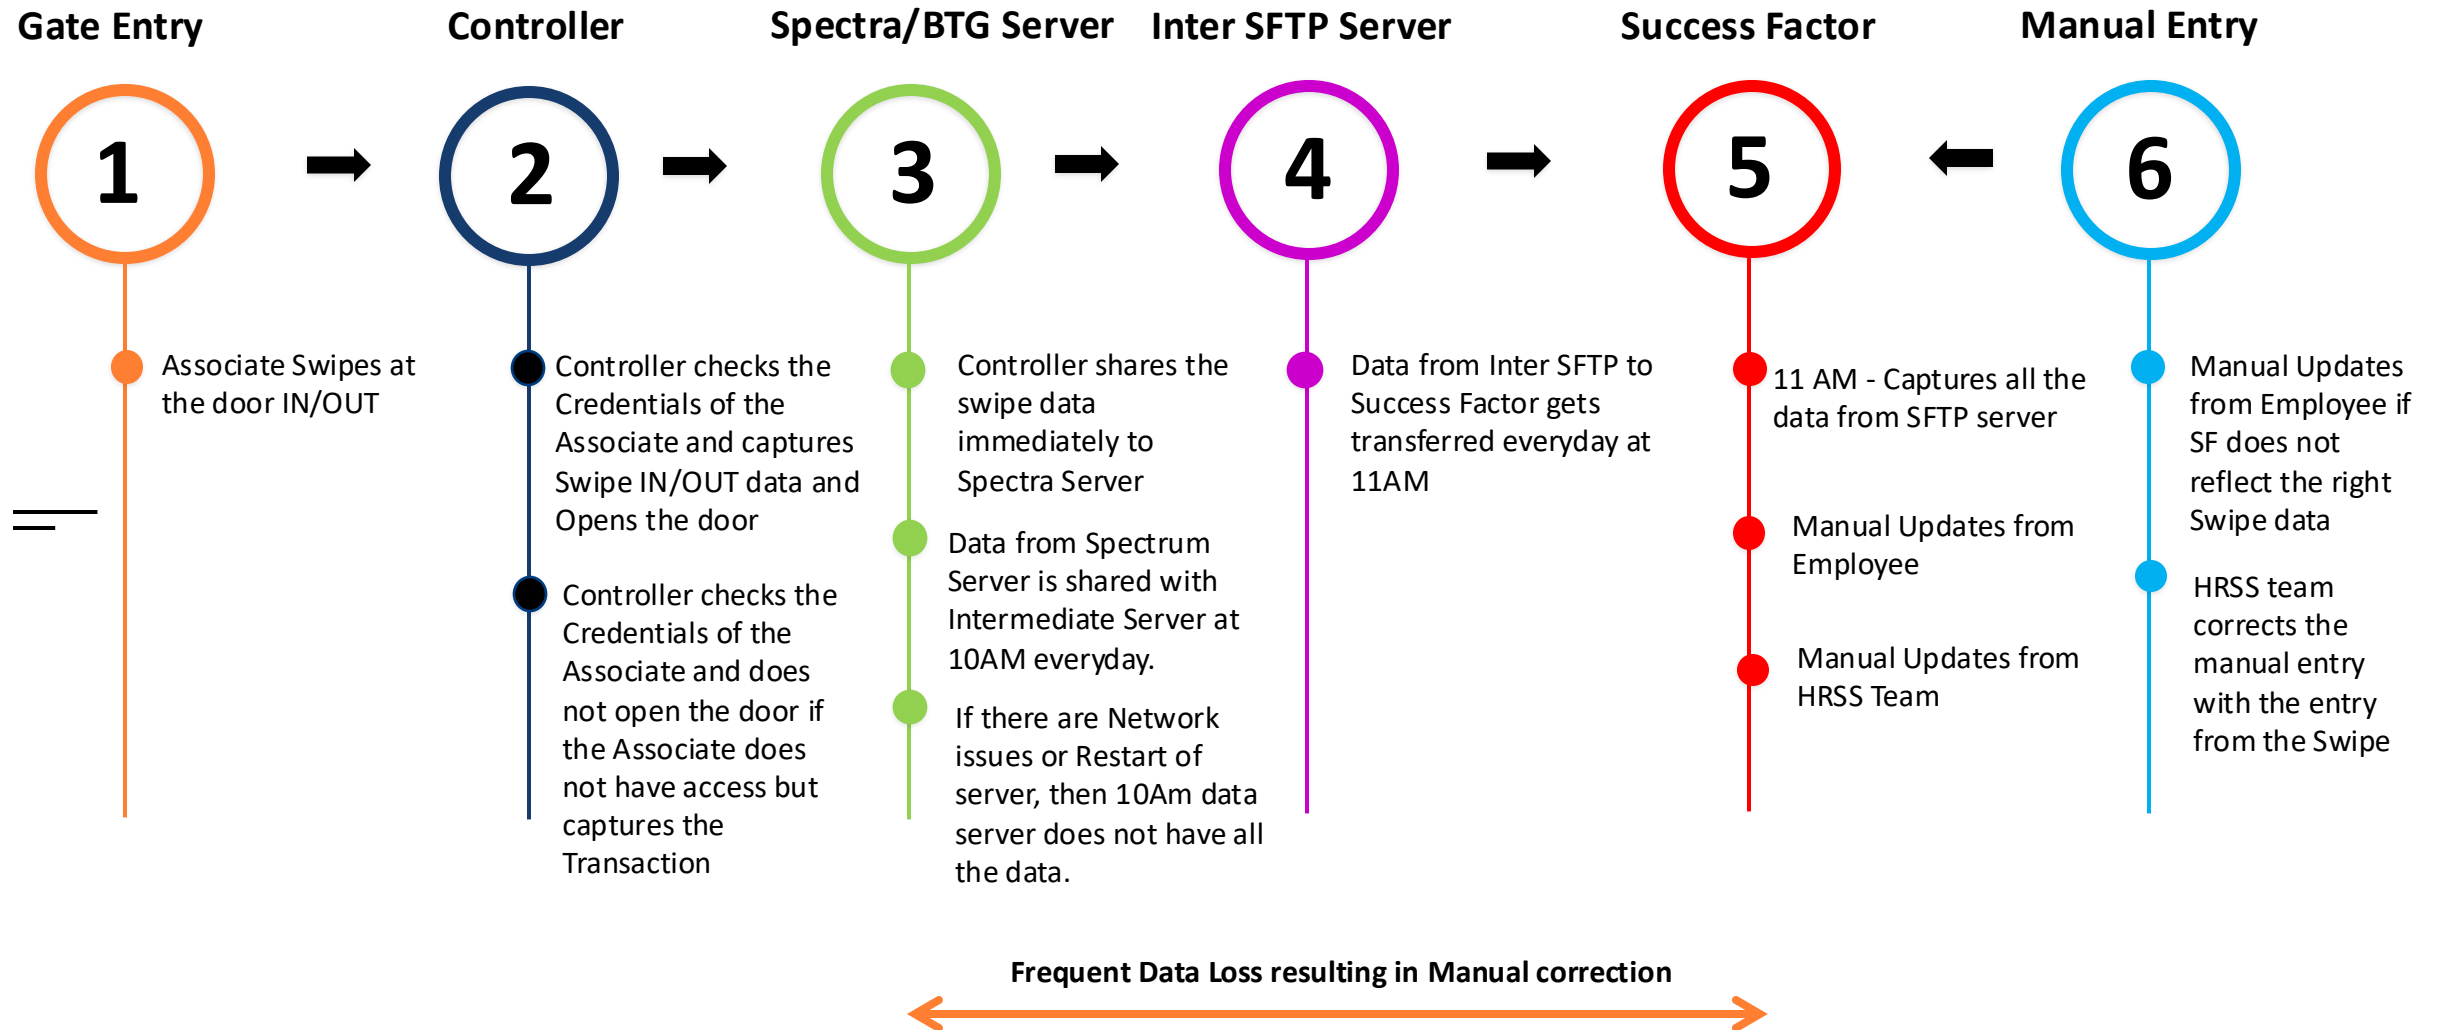 Gate Entry
Controller
Spectra/BTG Server
Inter SFTP Server
Success Factor
Manual Entry
1
2
3
4
5
6
Associate Swipes at
the door IN/OUT
Controller checks the
Credentials of the
Associate and captures
Swipe IN/OUT data and
Opens the door
Controller checks the
Credentials of the
Associate and does
not open the door if
the Associate does
not have access but
captures the
Transaction
Controller shares the
swipe data
immediately to
Spectra Server
Data from Spectrum
Server is shared with
Intermediate Server at
10AM everyday.
If there are Network
issues or Restart of
server, then 10Am data
server does not have all
the data.
Data from Inter SFTP to
Success Factor gets
transferred everyday at
11AM
11 AM - Captures all the
data from SFTP server
Manual Updates from
Employee
Manual Updates from
HRSS Team
Manual Updates
from Employee if
SF does not
reflect the right
Swipe data
HRSS team
corrects the
manual entry
with the entry
from the Swipe
Frequent Data Loss resulting in Manual correction